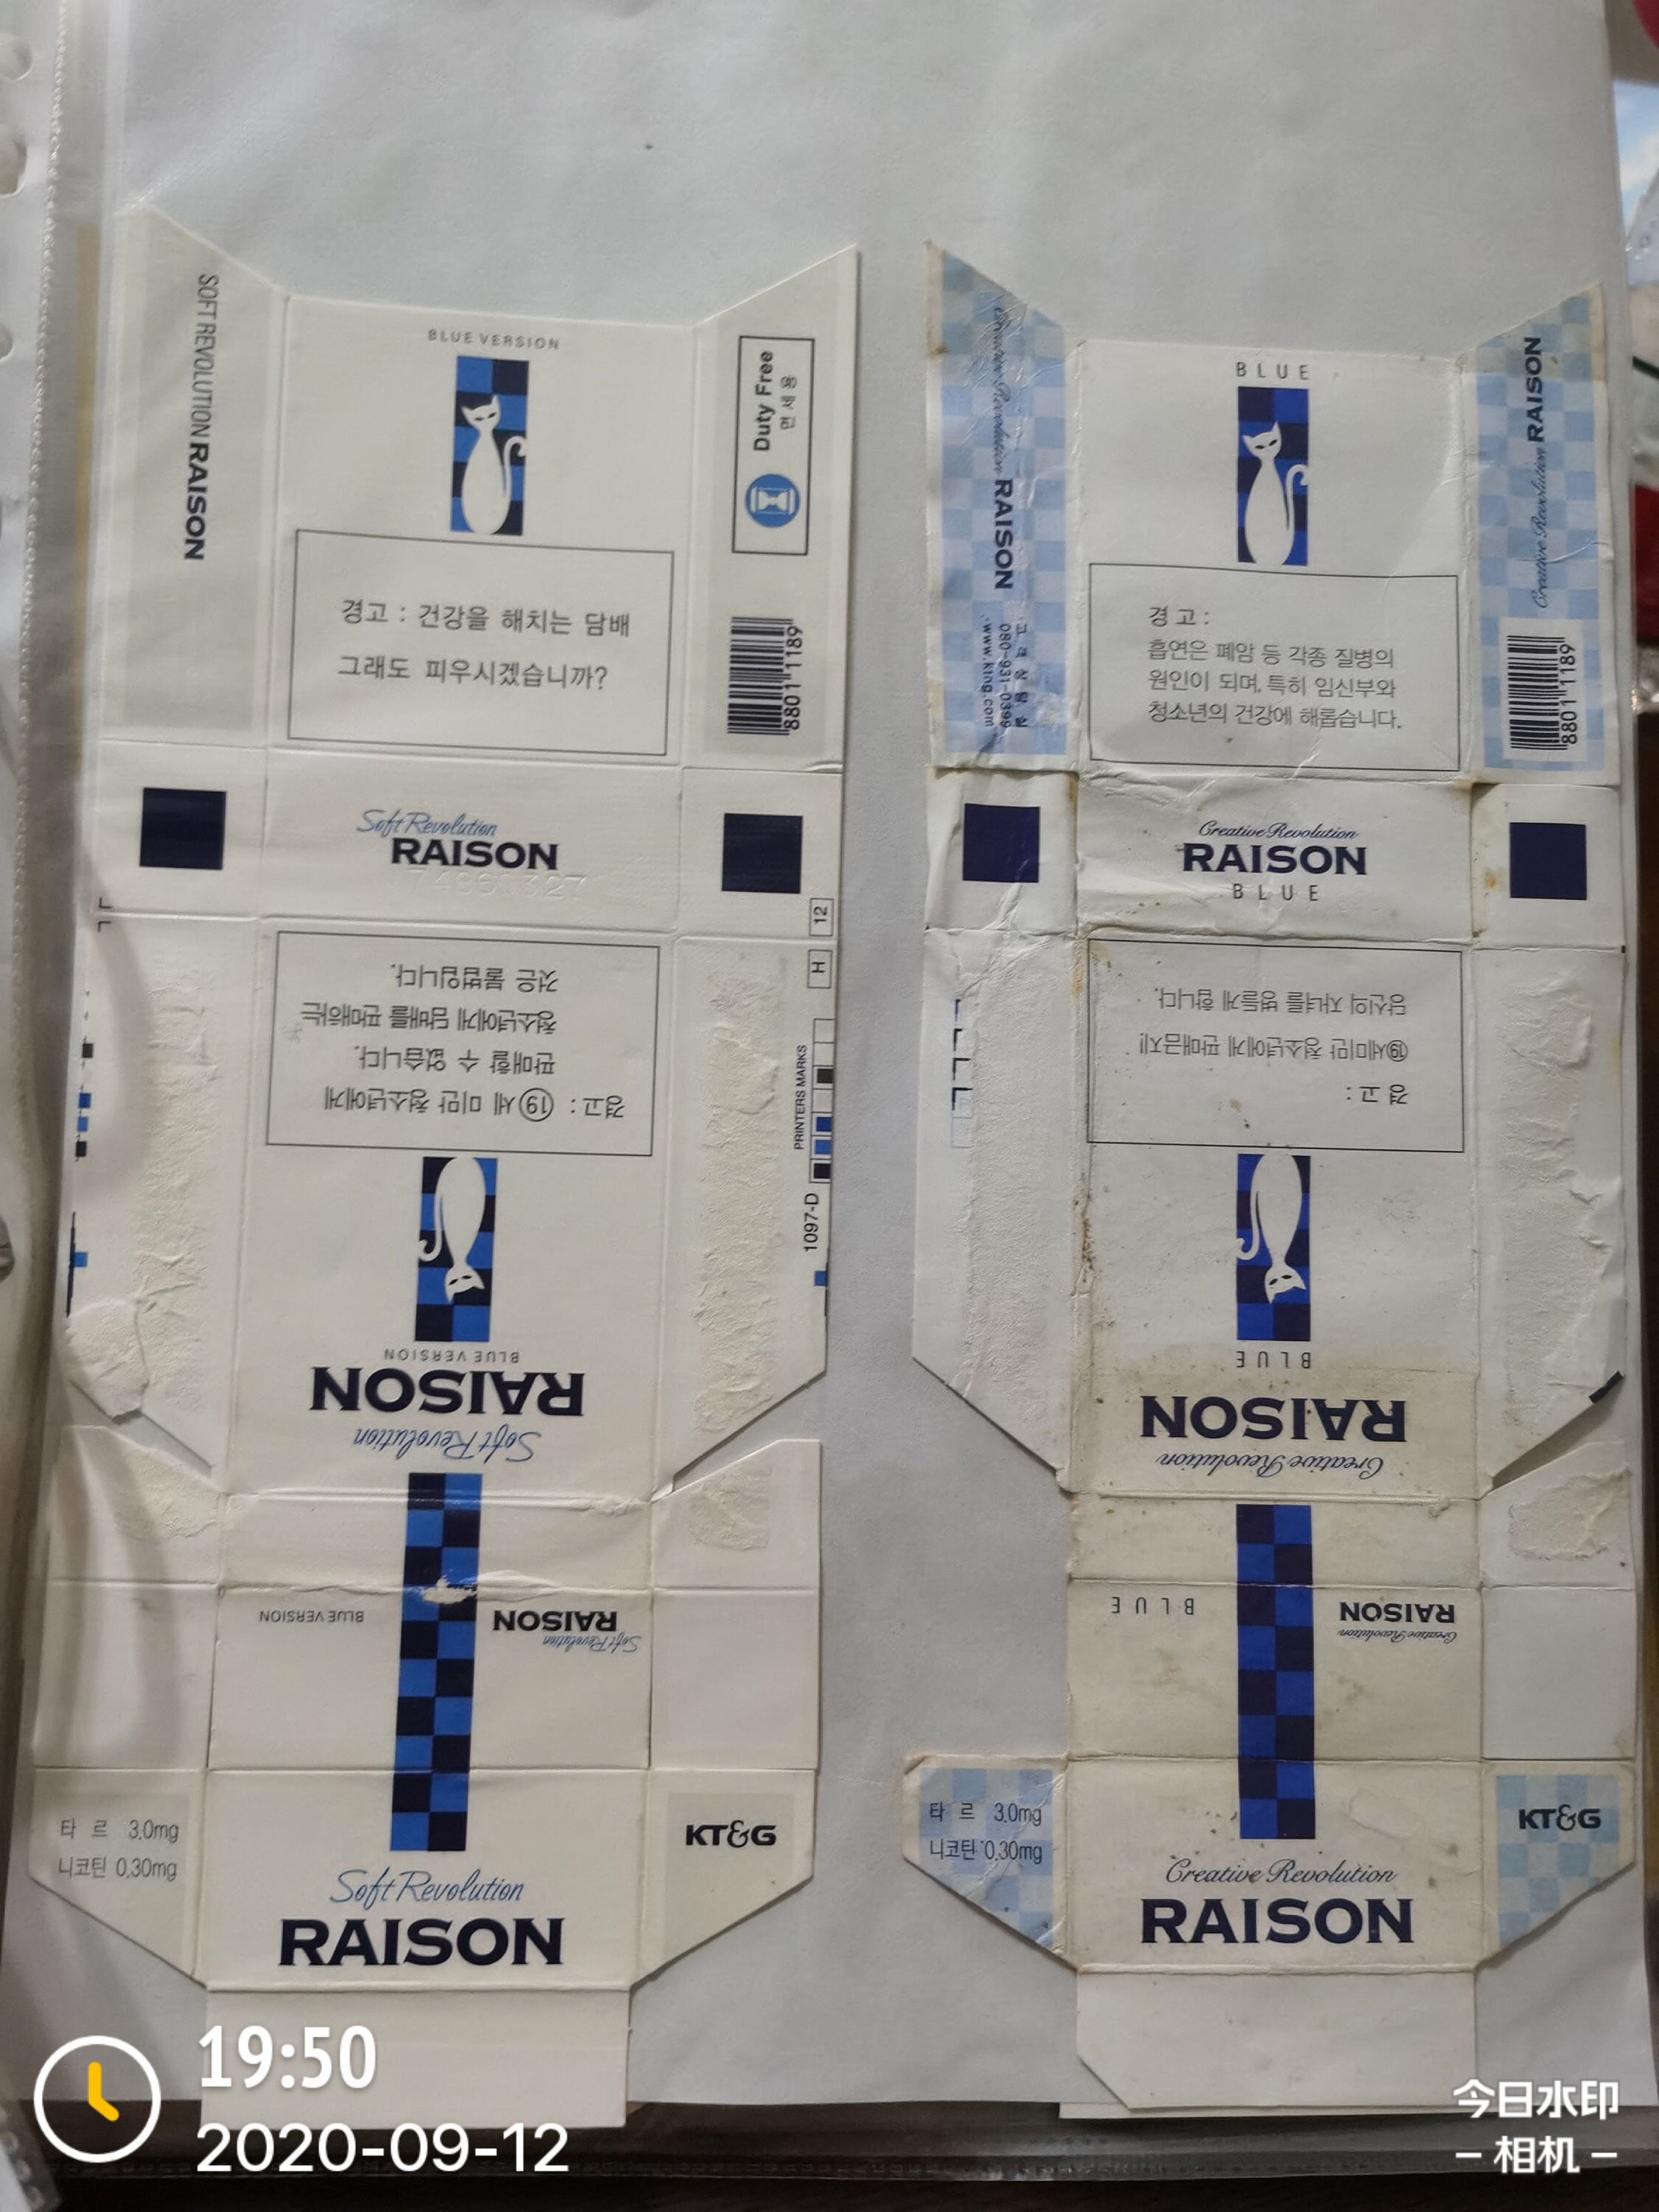 SOFT REVOLUTION RAISON
BLUE VERSION
Duty Free
면세용
경고 : 건강을 해치는 담배
그래도 피우시겠습니까?
8801"1189
Soft Revolution
RAISON
12
H
경고 : ⑲ 세 미만 청소년에게
판매할 수 없습니다.
청소년에게 담배를 판매하는
것은 불법입니다.
PRINTERS MARKS
1097-D
BLUE VERSION
RAISON
Soft Revolution
BLUE VERSION
RAISON
Soft Revolution
타 르 3.0mg
니코틴 0.30mg
KT&G
Soft Revolution
RAISON
Creative Revolution RAISON
고객상담실
080-931-0399
www.king.com
BLUE
Creative Revolution RAISON
경 고 :
흡연은 폐암 등 각종 질병의
원인이 되며, 특히 임신부와
청소년의 건강에 해롭습니다.
8801"1189
Creative Revolution
RAISON
BLUE
경 고 :
⑲세미만 청소년에게 판매금지!
당신의 자녀를 병들게 합니다.
BLUE
RAISON
Creative Revolution
BLUE
RAISON
Creative Revolution
타 르 3.0mg
니코틴 0.30mg
KT&G
Creative Revolution
RAISON
19:50
2020-09-12
今日水印
相机